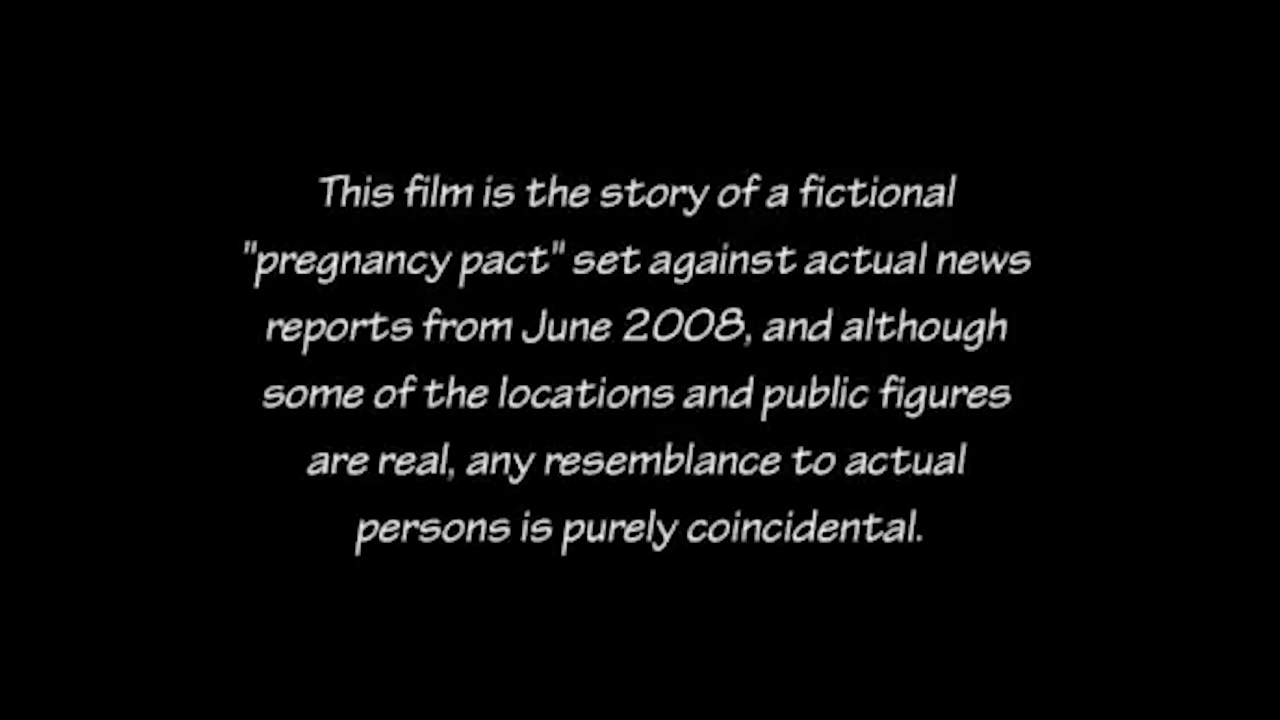 This film is the story of a fictional
"pregnancy pact" set against actual news
reports from June 2008, and although
some of the locations and public figures
are real, any resemblance to actual
persons is purely coincidental.